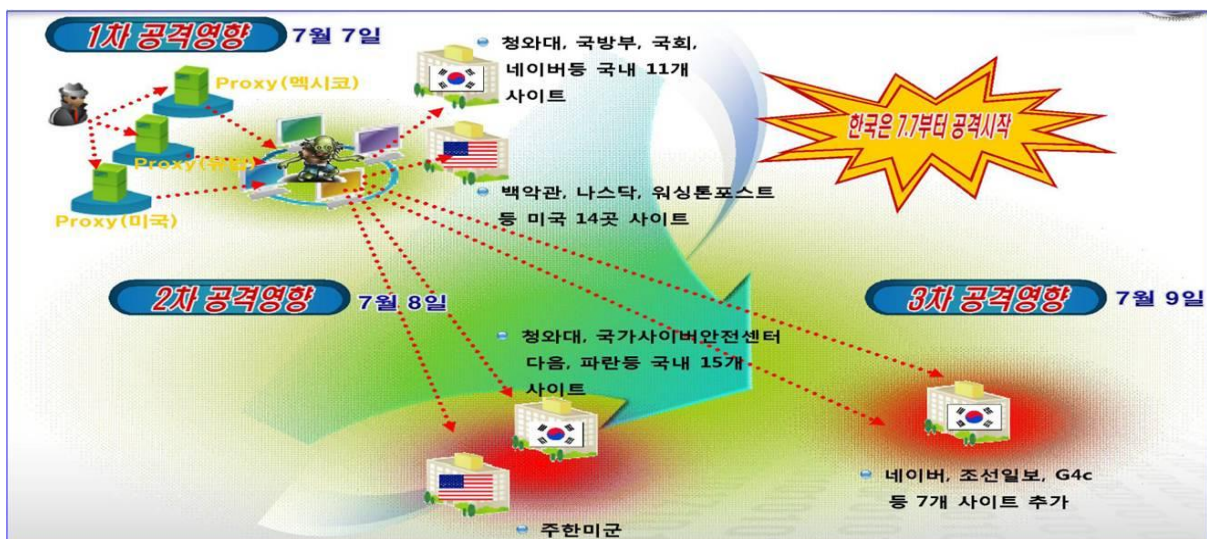 1차 공격영향
7월 7일
Proxy(멕시코)
Proxy(
Proxy(미국)
청와대, 국방부, 국회,
네이버등 국내 11개
사이트
백악관, 나스닥, 워싱톤포스트
등 미국 14곳 사이트
한국은 7.7부터 공격시작
2차 공격영향
7월 8일
청와대, 국가사이버안전센터
다음, 파란등 국내 15개
사이트
주한미군
3차 공격영향
7월 9일
네이버, 조선일보, G4c
등 7개 사이트 추가